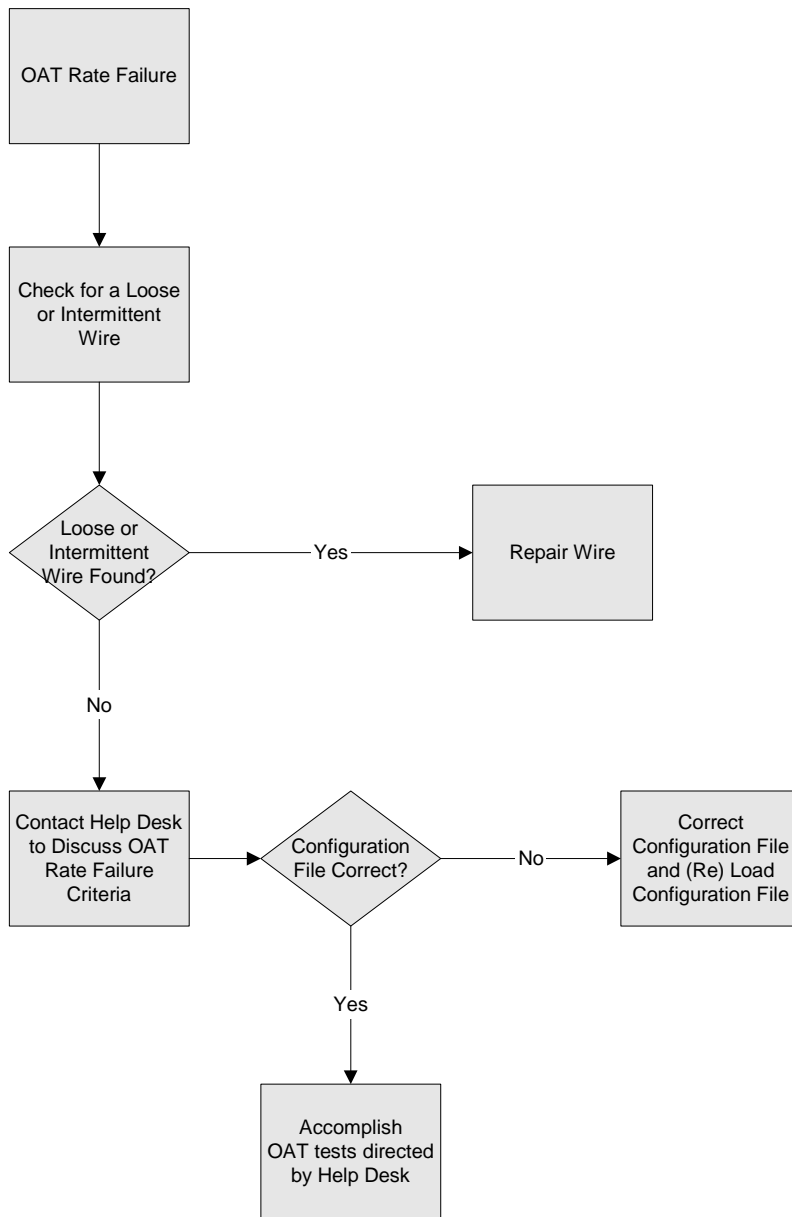 OAT Rate Failure
Check for a Loose
or Intermittent
Wire
Loose or
Intermittent
Wire Found?
Yes
Repair Wire
No
Contact Help Desk
to Discuss OAT
Rate Failure
Criteria
Configuration
File Correct?
No
Correct
Configuration File
and (Re) Load
Configuration File
Yes
Accomplish
OAT tests directed
by Help Desk